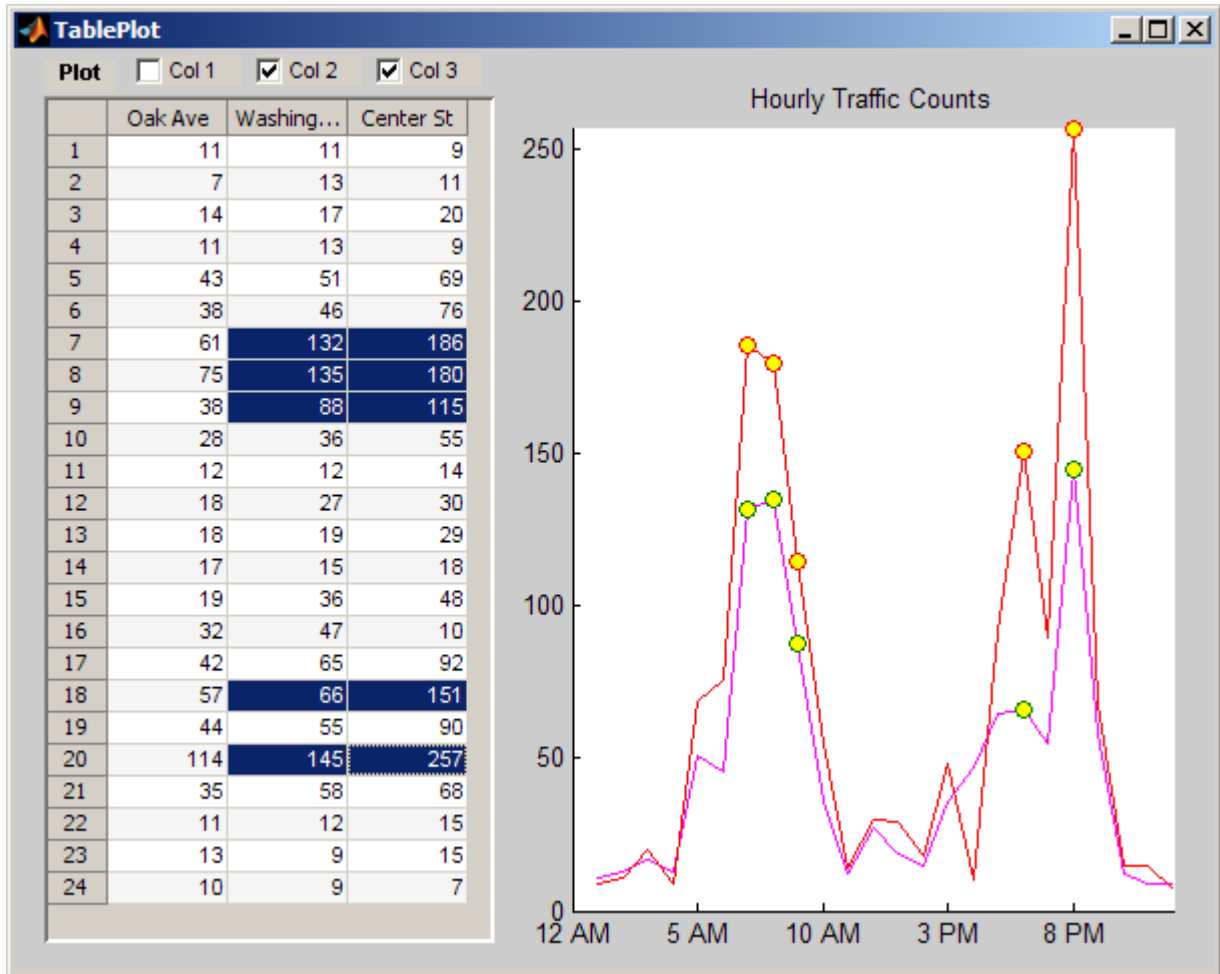 TablePlot
Plot Col 1 Col 2 Col 3
Oak Ave Washing... Center St
1 11 11 9
2 7 13 11
3 14 17 20
4 11 13 9
5 43 51 69
6 38 46 76
7 61 132 186
8 75 135 180
9 38 88 115
10 28 36 55
11 12 12 14
12 18 27 30
13 18 19 29
14 17 15 18
15 19 36 48
16 32 47 10
17 42 65 92
18 57 66 151
19 44 55 90
20 114 145 257
21 35 58 68
22 11 12 15
23 13 9 15
24 10 9 7
Hourly Traffic Counts
250
200
150
100
50
0
12 AM 5 AM 10 AM 3 PM 8 PM